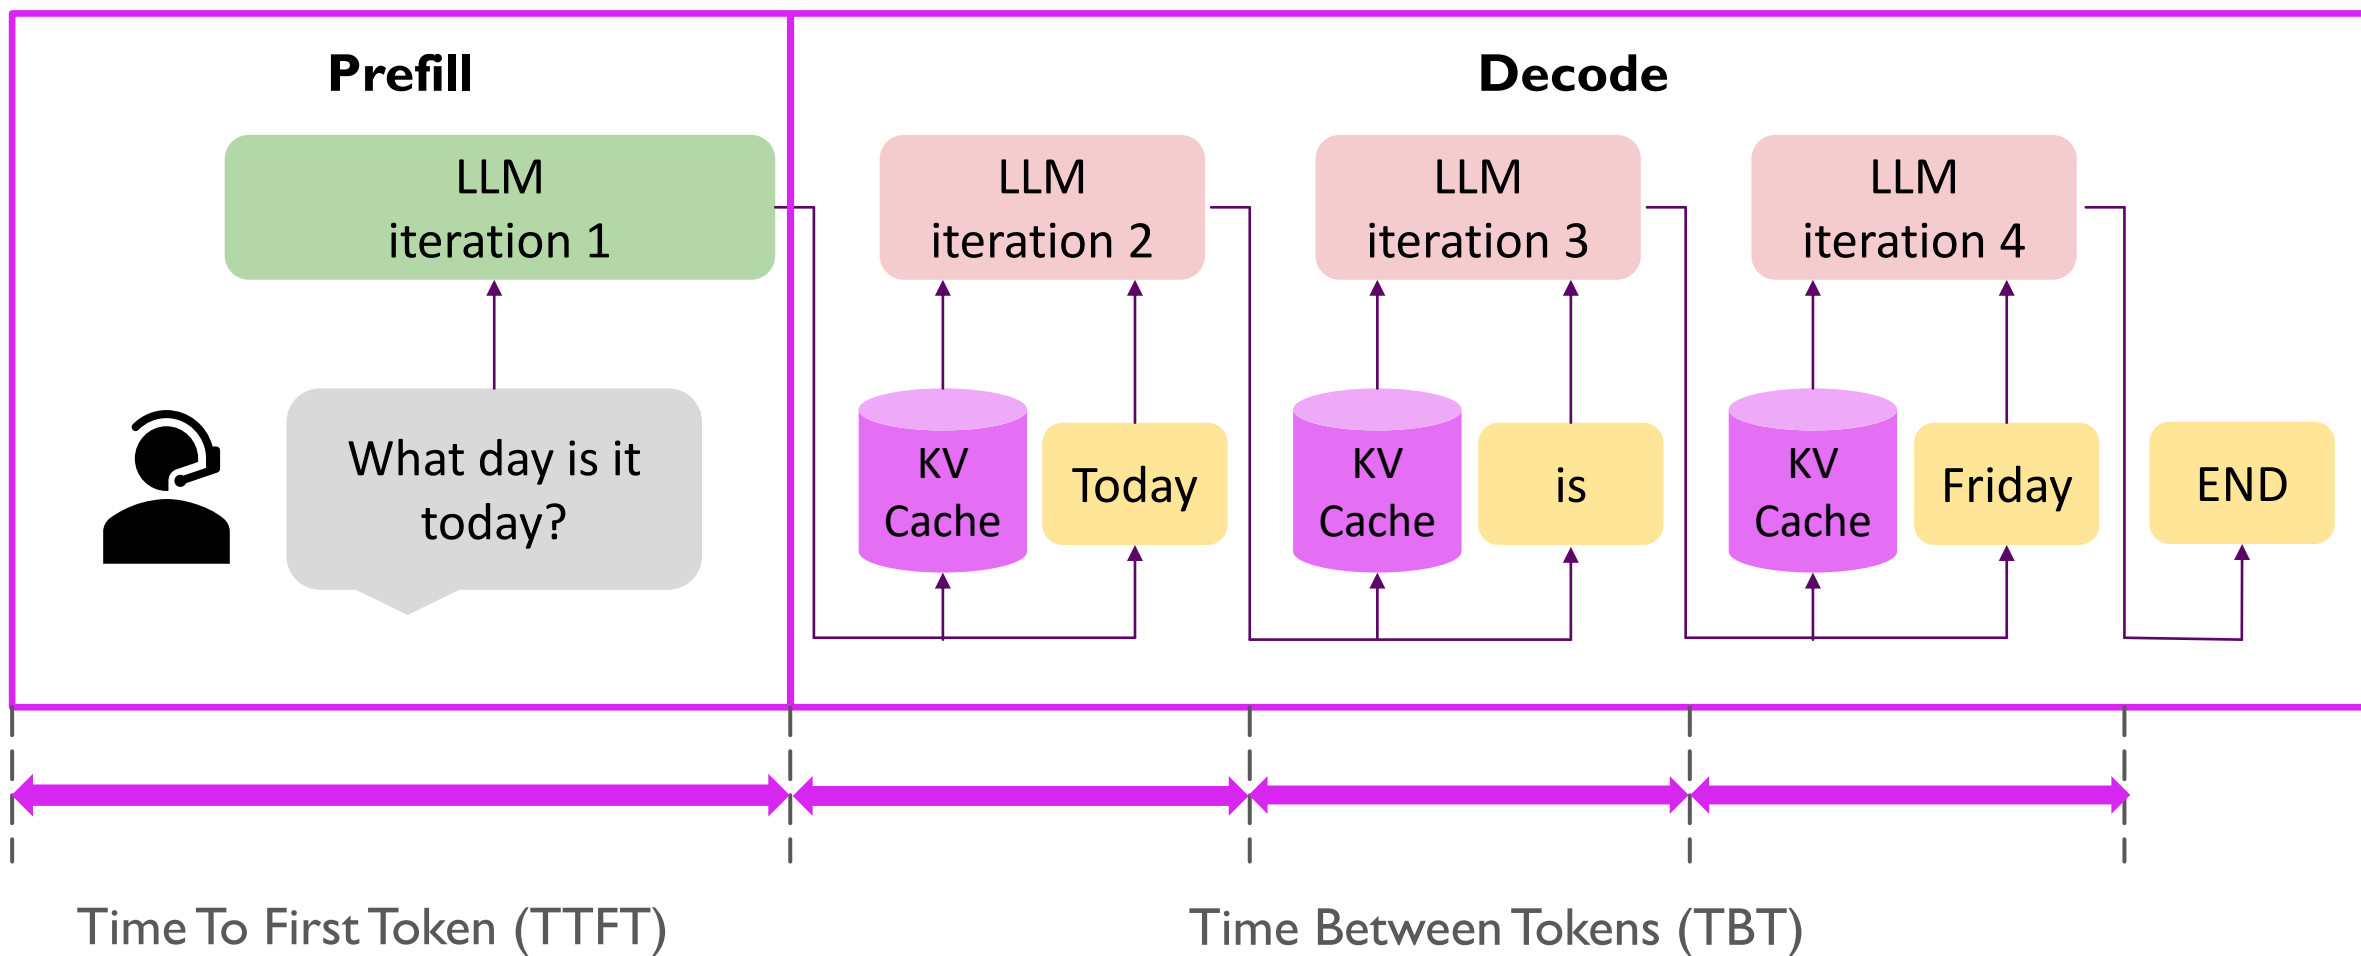 Prefill
Decode
LLM
iteration 1
LLM
iteration 2
LLM
iteration 3
LLM
iteration 4
What day is it
today?
KV
Cache
Today
KV
Cache
is
KV
Cache
Friday
END
Time To First Token (TTFT)
Time Between Tokens (TBT)